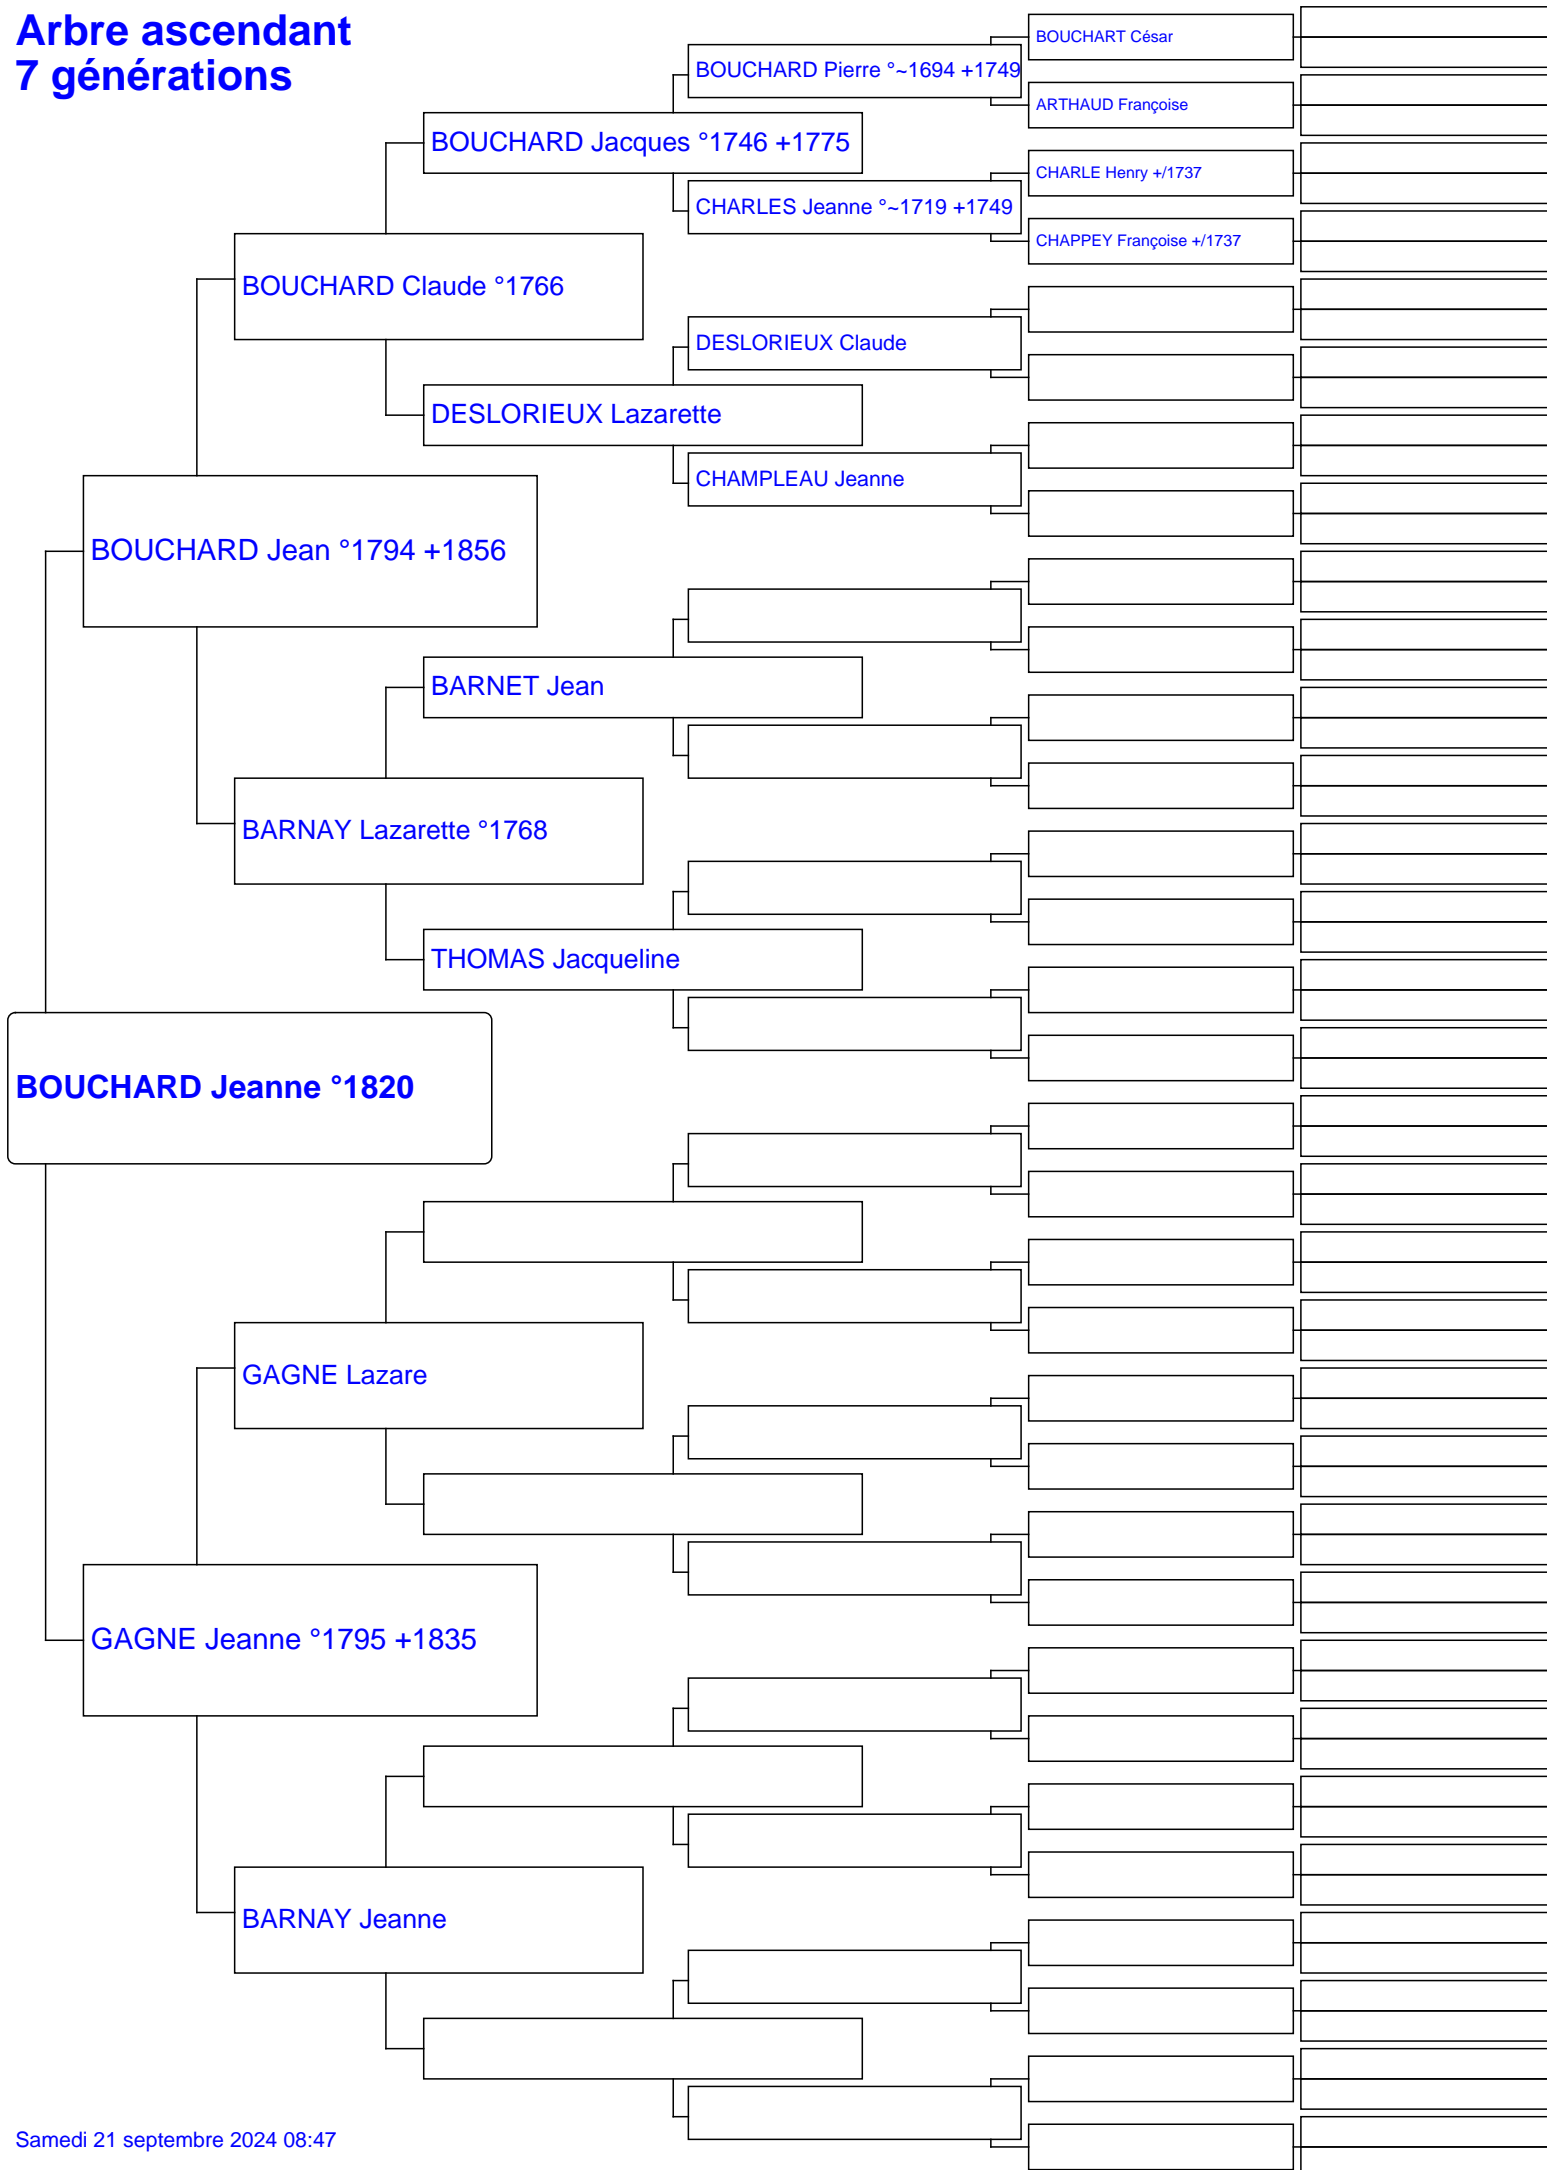 Arbre ascendant
7 générations
BOUCHART César
BOUCHARD Pierre °~1694 +1749
ARTHAUD Françoise
BOUCHARD Jacques °1746 +1775
CHARLE Henry +/1737
CHARLES Jeanne °~1719 +1749
CHAPPEY Françoise +/1737
BOUCHARD Claude °1766
DESLORIEUX Claude
DESLORIEUX Lazarette
CHAMPLEAU Jeanne
BOUCHARD Jean °1794 +1856
BARNET Jean
BARNAY Lazarette °1768
THOMAS Jacqueline
BOUCHARD Jeanne °1820
GAGNE Lazare
GAGNE Jeanne °1795 +1835
BARNAY Jeanne
Samedi 21 septembre 2024 08:47